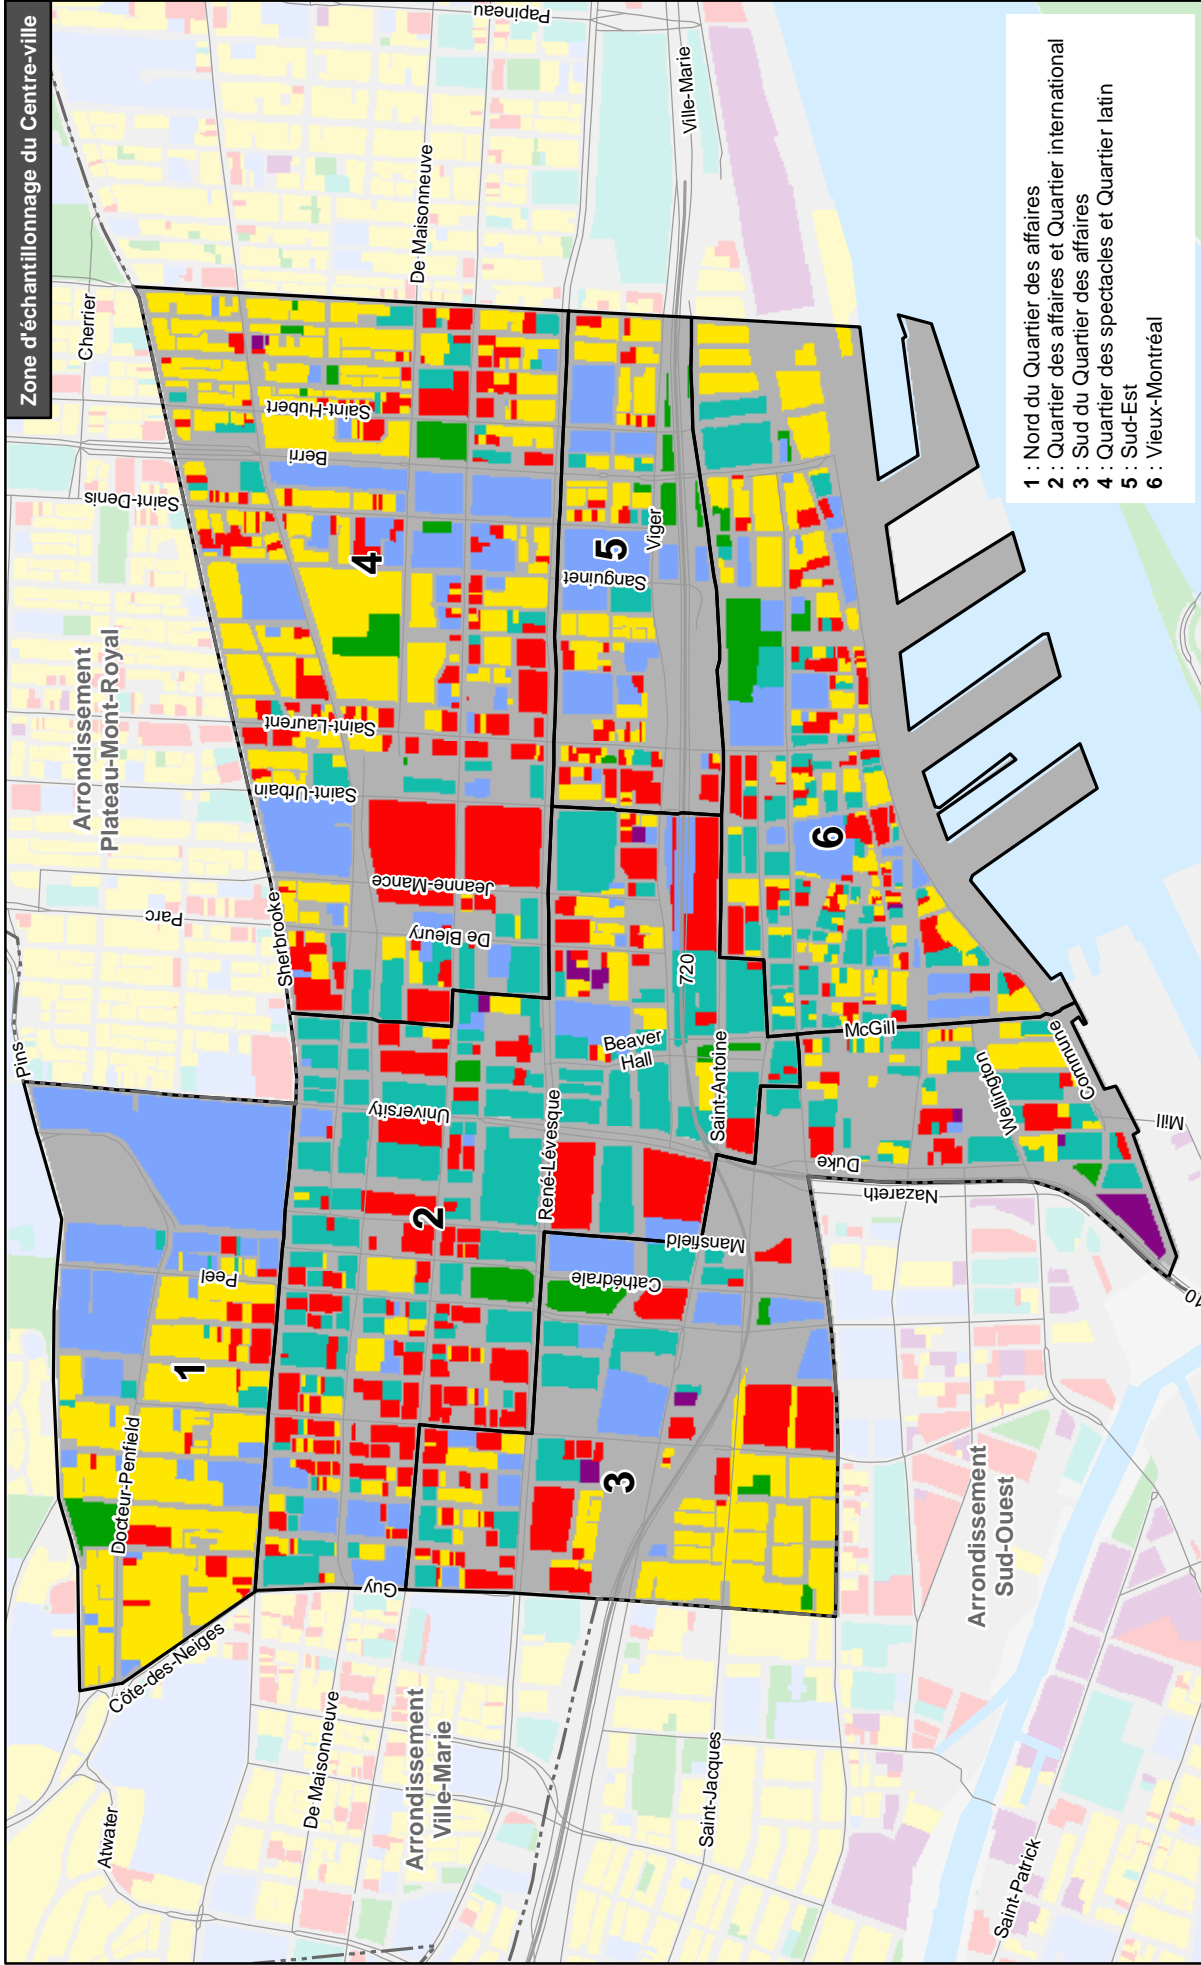 Zone d'échantillonnage du Centre-ville
Arrondissement
Plateau-Mont-Royal
Cherrier
Papineau
Pins
Parc
Saint-Denis
Sherbrooke
Saint-Urbain
Saint-Laurent
Berri
Saint-Hubert
De Maisonneuve
Jeanne-Mance
De Bleury
4
Atwater
Côte-des-Neiges
Docteur-Penfield
1
Peel
University
2
De Maisonneuve
Guy
Arrondissement
Ville-Marie
René-Lévesque
Beaver
Hall
Sanguinet
5
Viger
Ville-Marie
3
Cathédrale
Mansfield
720
Saint-Antoine
Saint-Jacques
Duke
Nazareth
McGill
6
Wellington
Commune
Mill
10
Arrondissement
Sud-Ouest
Saint-Patrick
1 : Nord du Quartier des affaires
2 : Quartier des affaires et Quartier international
3 : Sud du Quartier des affaires
4 : Quartier des spectacles et Quartier latin
5 : Sud-Est
6 : Vieux-Montréal